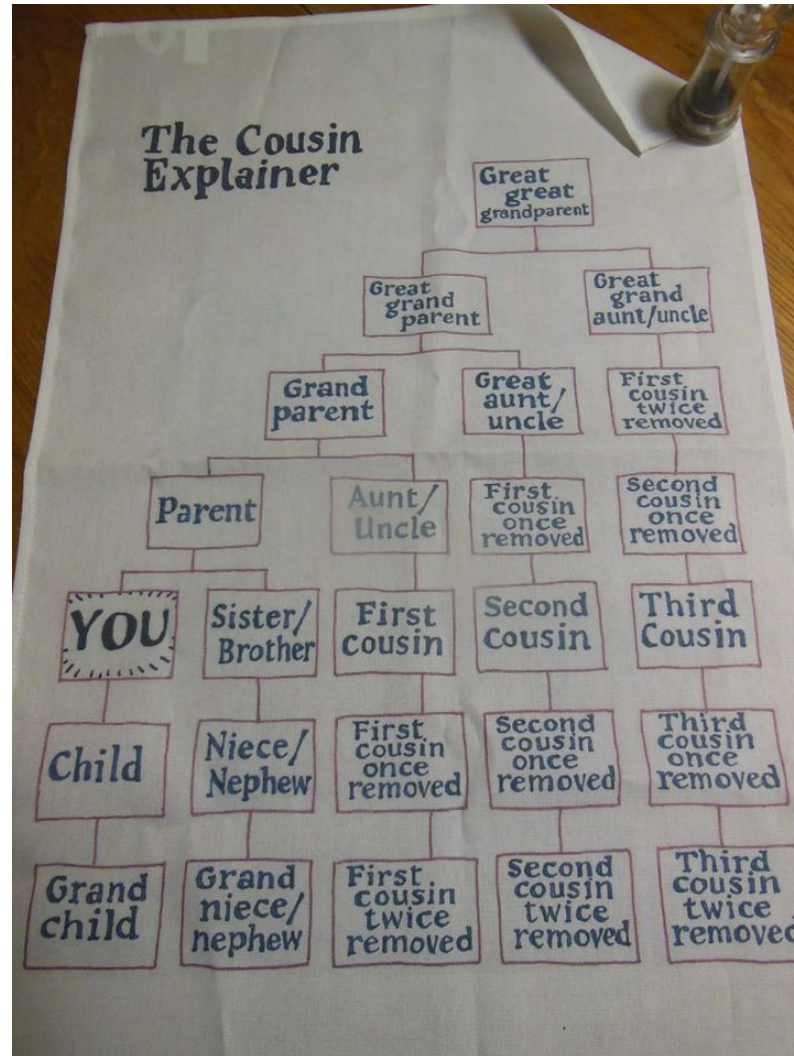 The Cousin
Explainer
Great
great
grandparent
Great
grand
parent
Great
grand
aunt/uncle
Grand
parent
Great
aunt/
uncle
First
cousin
twice
removed
Parent
Aunt/
Uncle
First
cousin
once
removed
Second
cousin
once
removed
YOU
Sister/
Brother
First
Cousin
Second
Cousin
Third
Cousin
Child
Niece/
Nephew
First
cousin
once
removed
Second
cousin
once
removed
Third
cousin
once
removed
Grand
child
Grand
niece/
nephew
First
cousin
twice
removed
Second
cousin
twice
removed
Third
cousin
twice
removed